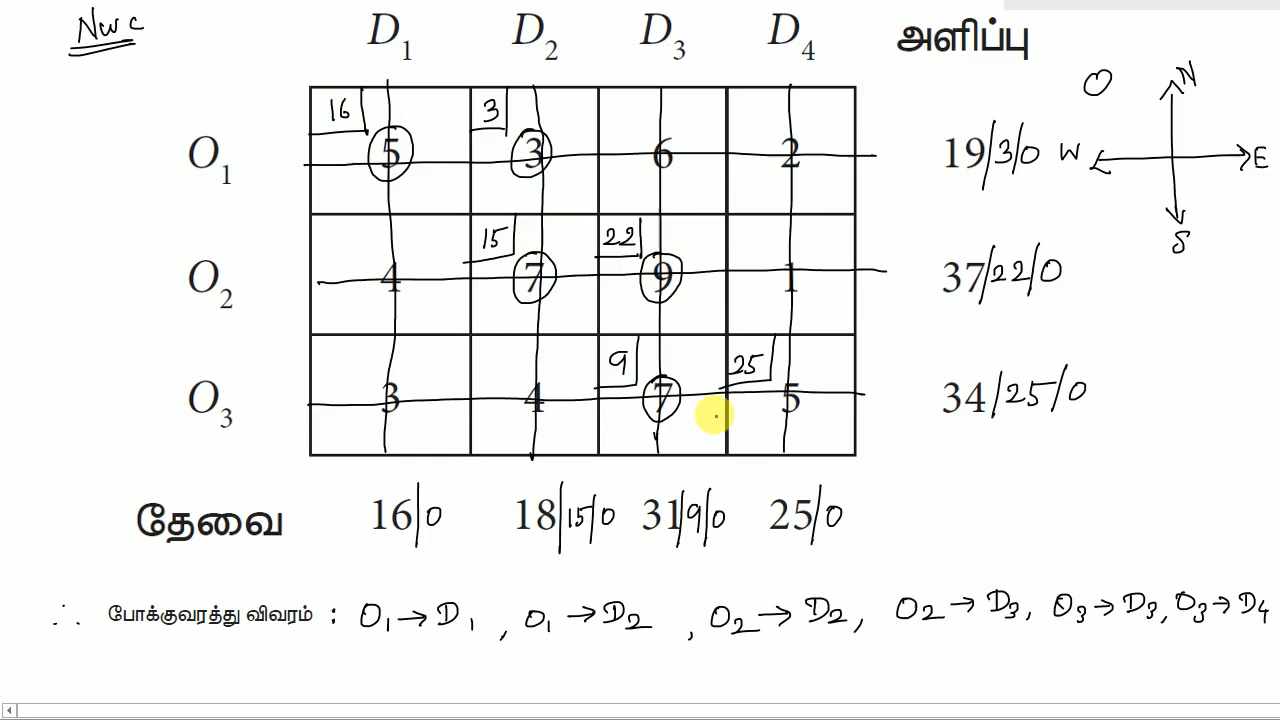 Nwc D₁ D₂ D₃ D₄ அளிப்பு
N
O
16 3
O₁ 5 3 6 2 19/3/0 W E
S
15 22
O₂ 4 7 9 1 37/22/0
9 25
O₃ 3 4 7 5 34/25/0
தேவை 16/0 18/15/0 31/9/0 25/0
∴ போக்குவரத்து விவரம் : O₁→D₁, O₁→D₂, O₂→D₂, O₂→D₃, O₃→D₃, O₃→D₄